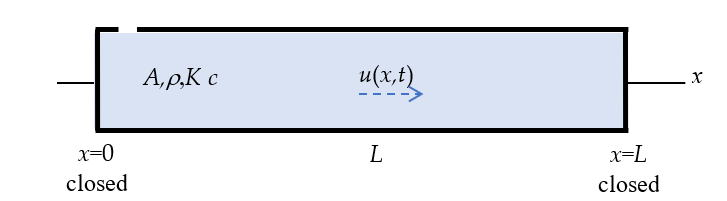 A,ρ,K c
u(x,t)
x
x=0
L
x=L
closed
closed